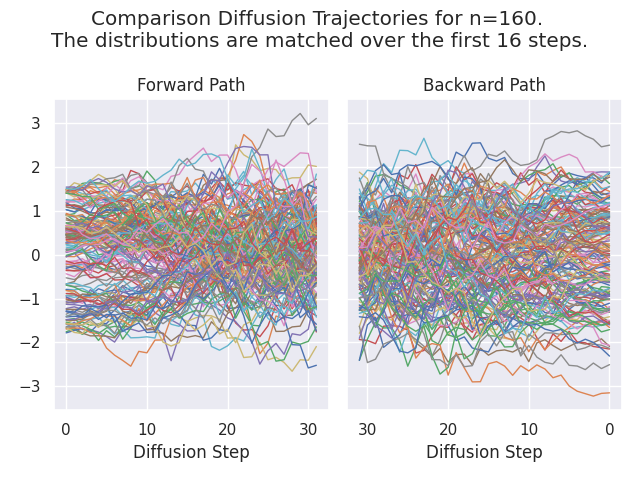 Comparison Diffusion Trajectories for n=160.
The distributions are matched over the first 16 steps.
Forward Path
Backward Path
3
2
1
0
−1
−2
−3
0 10 20 30
30 20 10 0
Diffusion Step
Diffusion Step